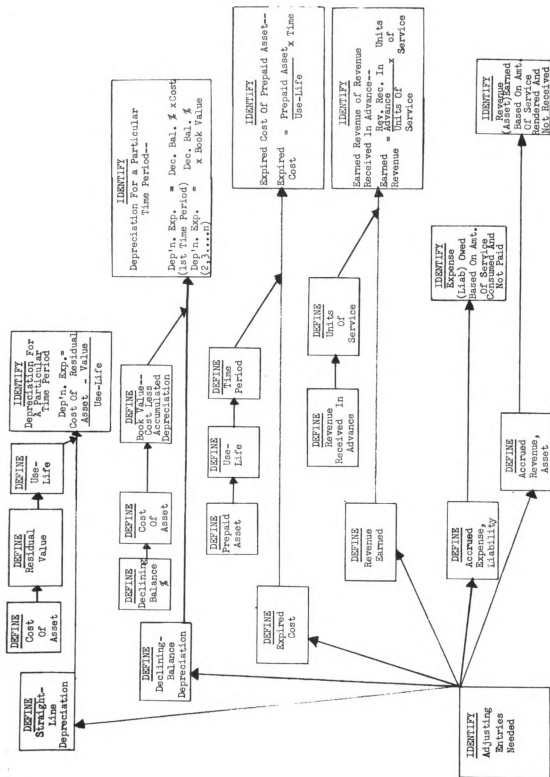 DEFINE
Straight-
Line
Depreciation
DEFINE
Cost
Of
Asset
DEFINE
Residual
Value
DEFINE
Use-
Life
IDENTIFY
Depreciation For
A Particular
Time Period
Dep'n. Exp.=
Cost Of Residual
Asset - Value
Use-Life
DEFINE
Declining-
Balance
Depreciation
DEFINE
Declining
Balance
%
DEFINE
Cost
Of
Asset
DEFINE
Book Value--
Cost Less
Accumulated
Depreciation
IDENTIFY
Depreciation For a Particular
Time Period--
Dep'n. Exp. = Dec. Bal. % x Cost
(1st Time Period)
Dep'n. Exp. = Dec. Bal. %
(2,3,...n) x Book Value
DEFINE
Expired
Cost
DEFINE
Prepaid
Asset
DEFINE
Use-Life
DEFINE
Time
Period
IDENTIFY
Expired Cost Of Prepaid Asset--
Expired = Prepaid Asset x Time
Cost Use-Life
DEFINE
Revenue
Earned
DEFINE
Revenue
Received In
Advance
DEFINE
Units
Of
Service
IDENTIFY
Earned Revenue of Revenue
Received In Advance--
Rev. Rec. In Units
Earned = Advance x of
Revenue Units Of Service
Service
DEFINE
Accrued
Expense,
Liability
IDENTIFY
Expense
(Liab) Owed
Based On Amt.
Of Service
Consumed And
Not Paid
DEFINE
Accrued
Revenue,
Asset
IDENTIFY
Revenue
(Asset)Earned
Based On Amt.
Of Service
Rendered And
Not Received
IDENTIFY
Adjusting
Entries
Needed